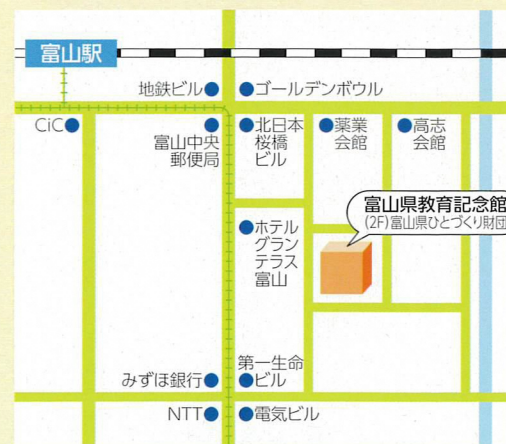 富山駅
地鉄ビル
ゴールデンボウル
CiC
富山中央
郵便局
北日本
桜橋
ビル
薬業
会館
高志
会館
富山県教育記念館
(2F)富山県ひとづくり財団
ホテル
グラン
テラス
富山
みずほ銀行
第一生命
ビル
NTT
電気ビル